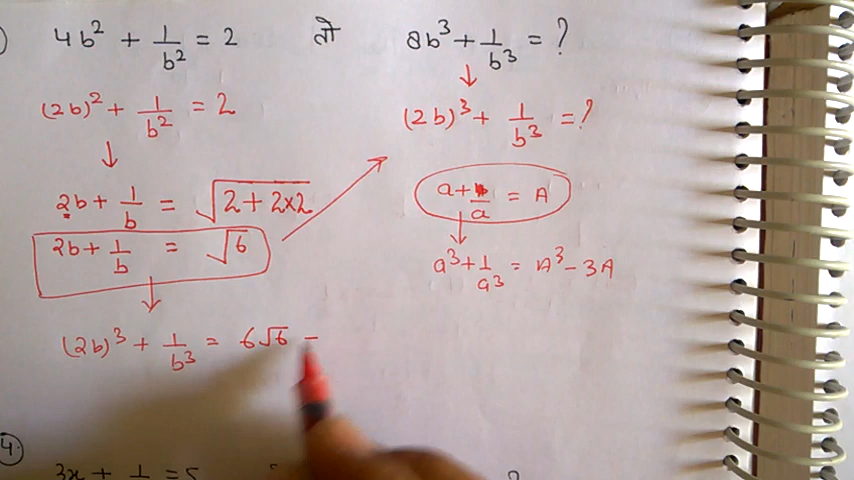 4b² + 1/b² = 2 तो 8b³ + 1/b³ = ?
(2b)² + 1/b² = 2
(2b)³ + 1/b³ = ?
2b + 1/b = √(2 + 2×2)
2b + 1/b = √6
a + 1/a = A
a³ + 1/a³ = A³ - 3A
(2b)³ + 1/b³ = 6√6 -
4.
3x + 1 = 5